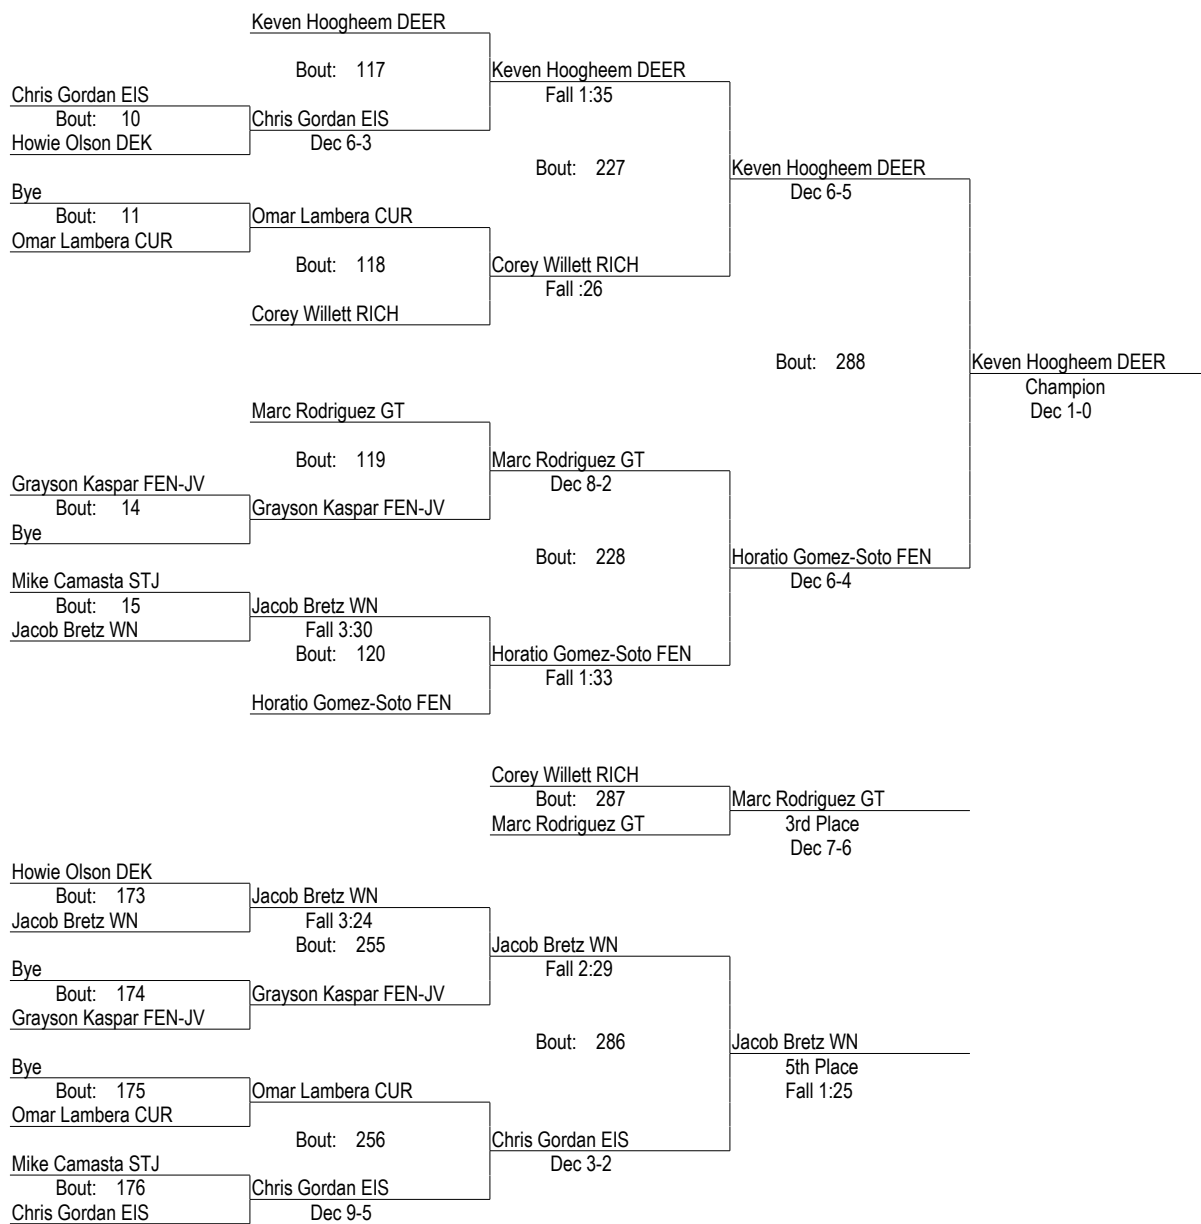 Keven Hoogheem DEER
Bout: 117
Keven Hoogheem DEER
Chris Gordan EIS
Fall 1:35
Bout: 10
Chris Gordan EIS
Howie Olson DEK
Dec 6-3
Bout: 227
Keven Hoogheem DEER
Bye
Dec 6-5
Bout: 11
Omar Lambera CUR
Omar Lambera CUR
Bout: 118
Corey Willett RICH
Fall :26
Corey Willett RICH
Bout: 288
Keven Hoogheem DEER
Champion
Dec 1-0
Marc Rodriguez GT
Bout: 119
Marc Rodriguez GT
Grayson Kaspar FEN-JV
Dec 8-2
Bout: 14
Grayson Kaspar FEN-JV
Bye
Bout: 228
Horatio Gomez-Soto FEN
Mike Camasta STJ
Dec 6-4
Bout: 15
Jacob Bretz WN
Jacob Bretz WN
Fall 3:30
Bout: 120
Horatio Gomez-Soto FEN
Fall 1:33
Horatio Gomez-Soto FEN
Corey Willett RICH
Bout: 287
Marc Rodriguez GT
Marc Rodriguez GT
3rd Place
Dec 7-6
Howie Olson DEK
Bout: 173
Jacob Bretz WN
Jacob Bretz WN
Fall 3:24
Bout: 255
Jacob Bretz WN
Bye
Fall 2:29
Bout: 174
Grayson Kaspar FEN-JV
Grayson Kaspar FEN-JV
Bout: 286
Jacob Bretz WN
Bye
5th Place
Bout: 175
Omar Lambera CUR
Fall 1:25
Omar Lambera CUR
Bout: 256
Chris Gordan EIS
Mike Camasta STJ
Dec 3-2
Bout: 176
Chris Gordan EIS
Chris Gordan EIS
Dec 9-5